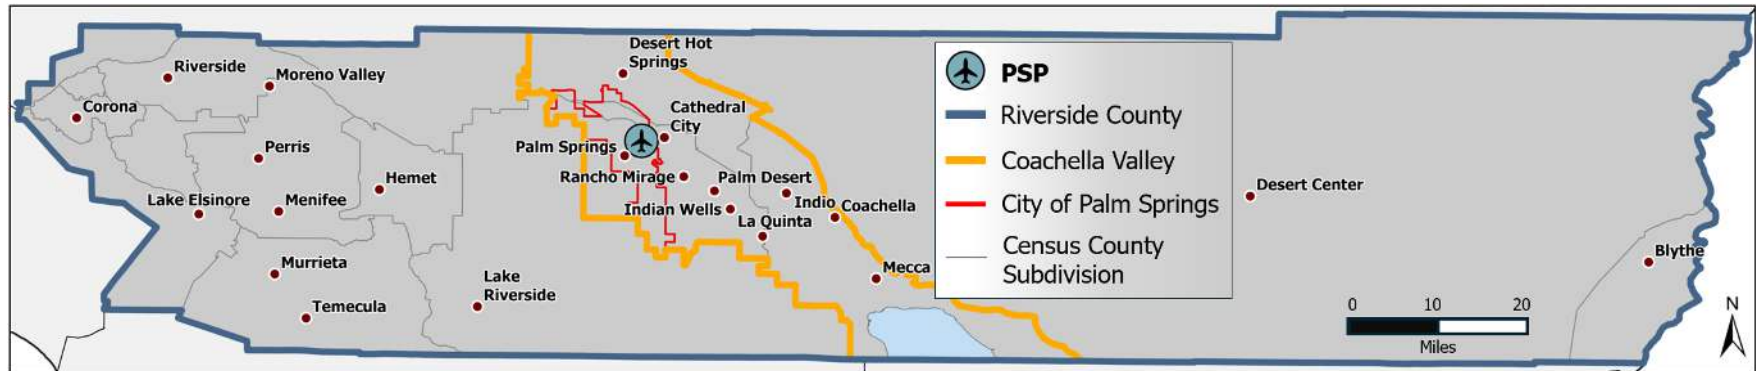 Riverside
Moreno Valley
Corona
Perris
Hemet
Lake Elsinore
Menifee
Murrieta
Temecula
Lake
Riverside
Desert Hot
Springs
Cathedral
City
Palm Springs
Rancho Mirage
Palm Desert
Indian Wells
Indio
Coachella
La Quinta
Mecca
Desert Center
Blythe
PSP
Riverside County
Coachella Valley
City of Palm Springs
Census County
Subdivision
0 10 20
Miles
N